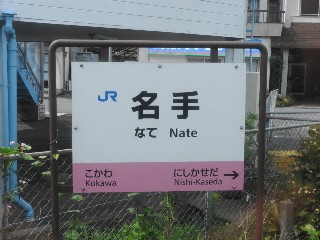 JR 名手
なて Nate
こかわ にしかせだ →
Kokawa Nishi-Kaseda